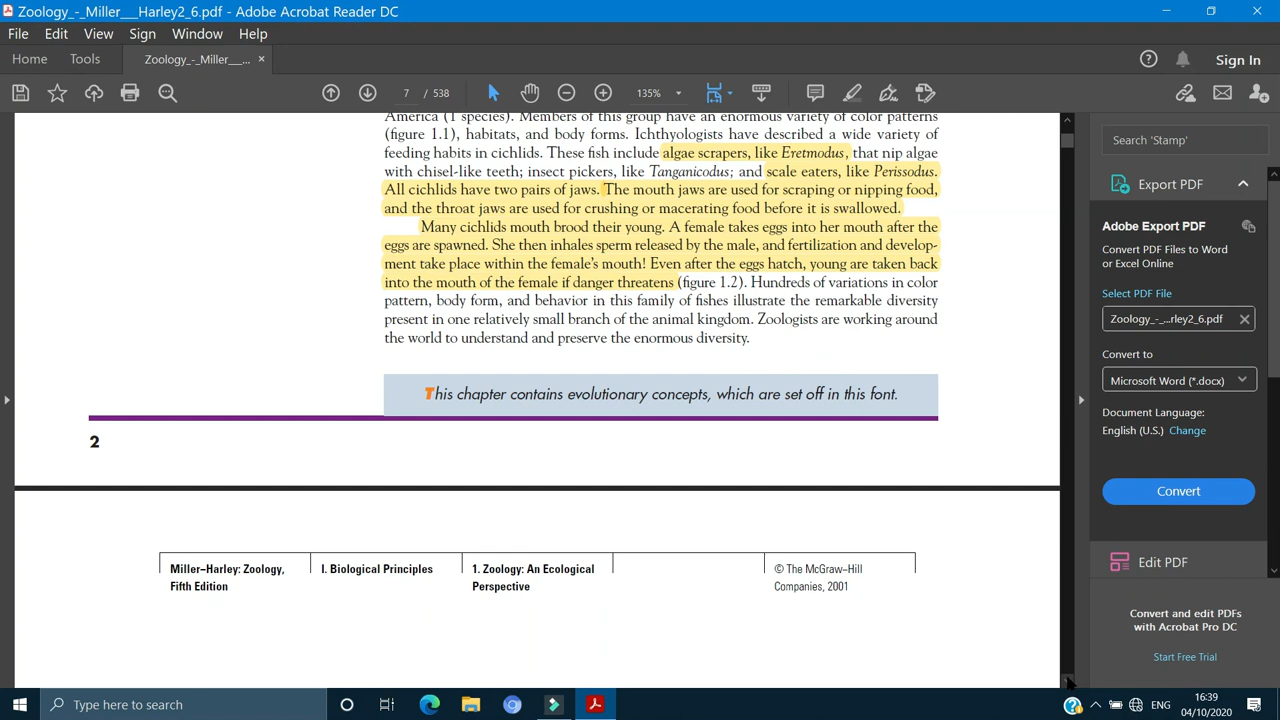 Zoology_-_Miller___Harley2_6.pdf - Adobe Acrobat Reader DC
File Edit View Sign Window Help
Home Tools Zoology_-_Miller___... × Sign In
7 / 538 135%
America (1 species). Members of this group have an enormous variety of color patterns
(figure 1.1), habitats, and body forms. Ichthyologists have described a wide variety of
feeding habits in cichlids. These fish include algae scrapers, like Eretmodus, that nip algae
with chisel-like teeth; insect pickers, like Tanganicodus; and scale eaters, like Perissodus.
All cichlids have two pairs of jaws. The mouth jaws are used for scraping or nipping food,
and the throat jaws are used for crushing or macerating food before it is swallowed.
Many cichlids mouth brood their young. A female takes eggs into her mouth after the
eggs are spawned. She then inhales sperm released by the male, and fertilization and develop-
ment take place within the female's mouth! Even after the eggs hatch, young are taken back
into the mouth of the female if danger threatens (figure 1.2). Hundreds of variations in color
pattern, body form, and behavior in this family of fishes illustrate the remarkable diversity
present in one relatively small branch of the animal kingdom. Zoologists are working around
the world to understand and preserve the enormous diversity.
This chapter contains evolutionary concepts, which are set off in this font.
2
Miller–Harley: Zoology,
Fifth Edition
I. Biological Principles
1. Zoology: An Ecological
Perspective
© The McGraw–Hill
Companies, 2001
Search 'Stamp'
Export PDF
Adobe Export PDF
Convert PDF Files to Word
or Excel Online
Select PDF File
Zoology_-_...rley2_6.pdf
Convert to
Microsoft Word (*.docx)
Document Language:
English (U.S.) Change
Convert
Edit PDF
Convert and edit PDFs
with Acrobat Pro DC
Start Free Trial
Type here to search
ENG
16:39
04/10/2020